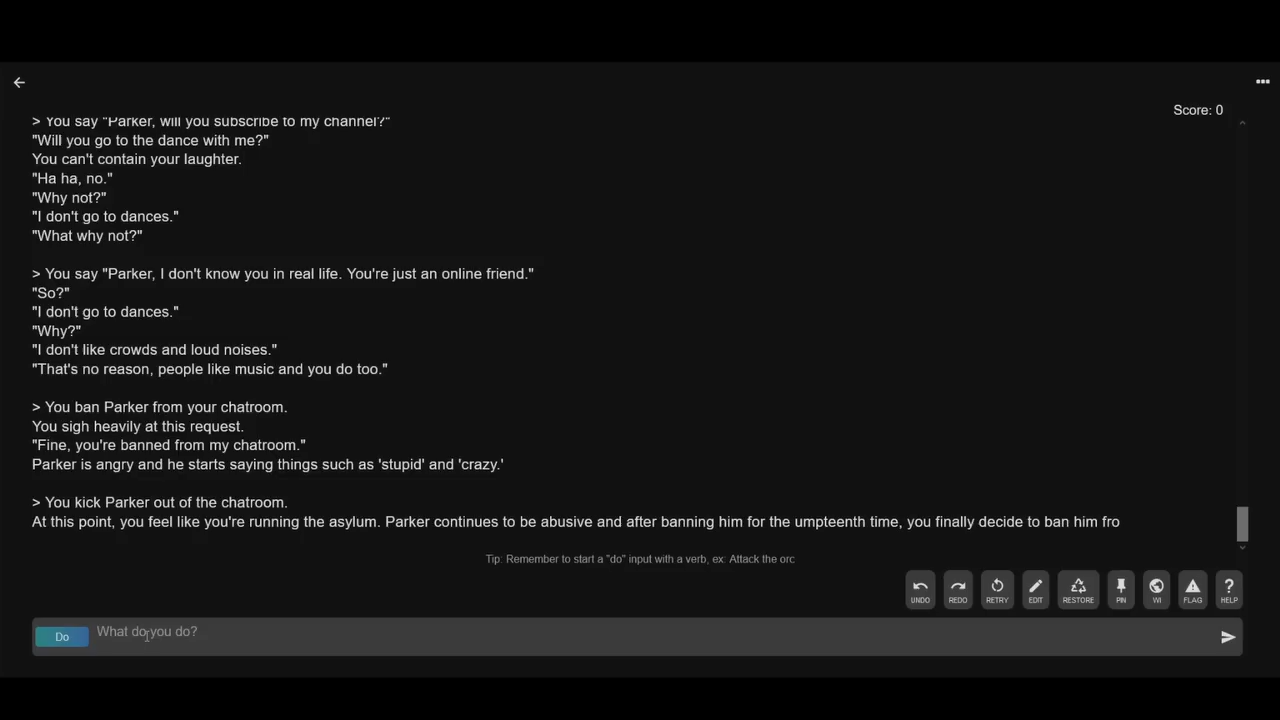 Score: 0
> You say "Parker, will you subscribe to my channel?"
"Will you go to the dance with me?"
You can't contain your laughter.
"Ha ha, no."
"Why not?"
"I don't go to dances."
"What why not?"
> You say "Parker, I don't know you in real life. You're just an online friend."
"So?"
"I don't go to dances."
"Why?"
"I don't like crowds and loud noises."
"That's no reason, people like music and you do too."
> You ban Parker from your chatroom.
You sigh heavily at this request.
"Fine, you're banned from my chatroom."
Parker is angry and he starts saying things such as 'stupid' and 'crazy.'
> You kick Parker out of the chatroom.
At this point, you feel like you're running the asylum. Parker continues to be abusive and after banning him for the umpteenth time, you finally decide to ban him fro
Tip: Remember to start a "do" input with a verb, ex: Attack the orc
UNDO REDO RETRY EDIT RESTORE PIN WI FLAG HELP
Do What do you do?